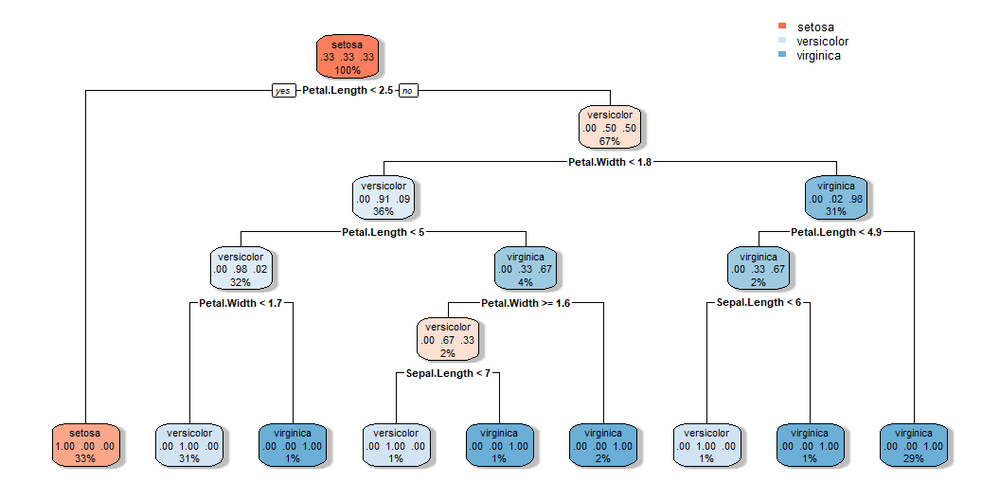 setosa
versicolor
virginica
setosa
.33 .33 .33
100%
yes Petal.Length < 2.5 no
versicolor
.00 .50 .50
67%
Petal.Width < 1.8
versicolor
.00 .91 .09
36%
virginica
.00 .02 .98
31%
Petal.Length < 5
Petal.Length < 4.9
versicolor
.00 .98 .02
32%
virginica
.00 .33 .67
4%
virginica
.00 .33 .67
2%
Petal.Width < 1.7
Petal.Width >= 1.6
Sepal.Length < 6
versicolor
.00 .67 .33
2%
Sepal.Length < 7
setosa
1.00 .00 .00
33%
versicolor
.00 1.00 .00
31%
virginica
.00 .00 1.00
1%
versicolor
.00 1.00 .00
1%
virginica
.00 .00 1.00
1%
virginica
.00 .00 1.00
2%
versicolor
.00 1.00 .00
1%
virginica
.00 .00 1.00
1%
virginica
.00 .00 1.00
29%